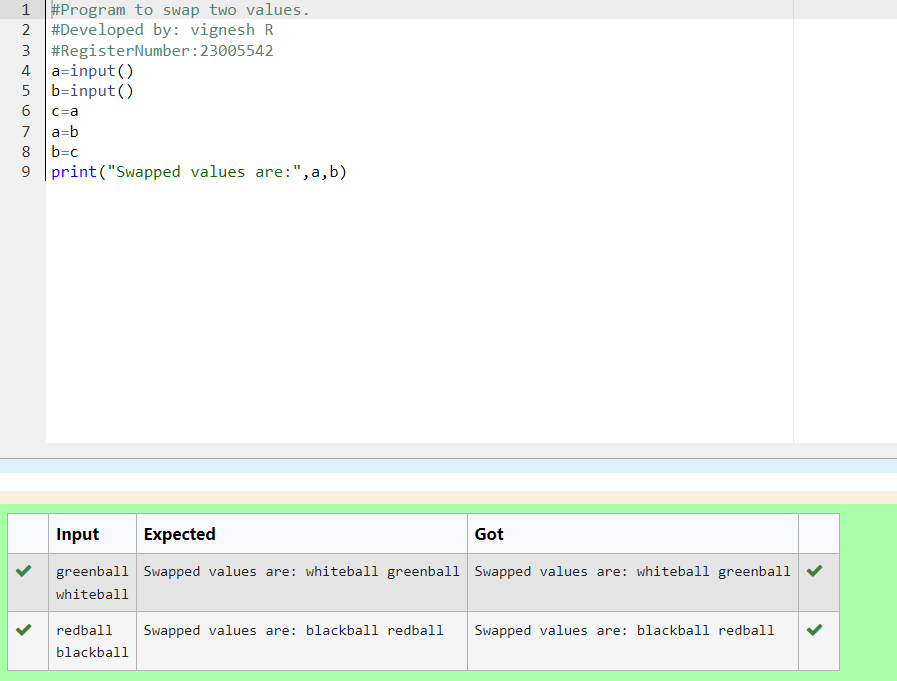 1 #Program to swap two values.
2 #Developed by: vignesh R
3 #RegisterNumber:23005542
4 a=input()
5 b=input()
6 c=a
7 a=b
8 b=c
9 print("Swapped values are:",a,b)
Input Expected Got
greenball Swapped values are: whiteball greenball Swapped values are: whiteball greenball
whiteball
redball Swapped values are: blackball redball Swapped values are: blackball redball
blackball